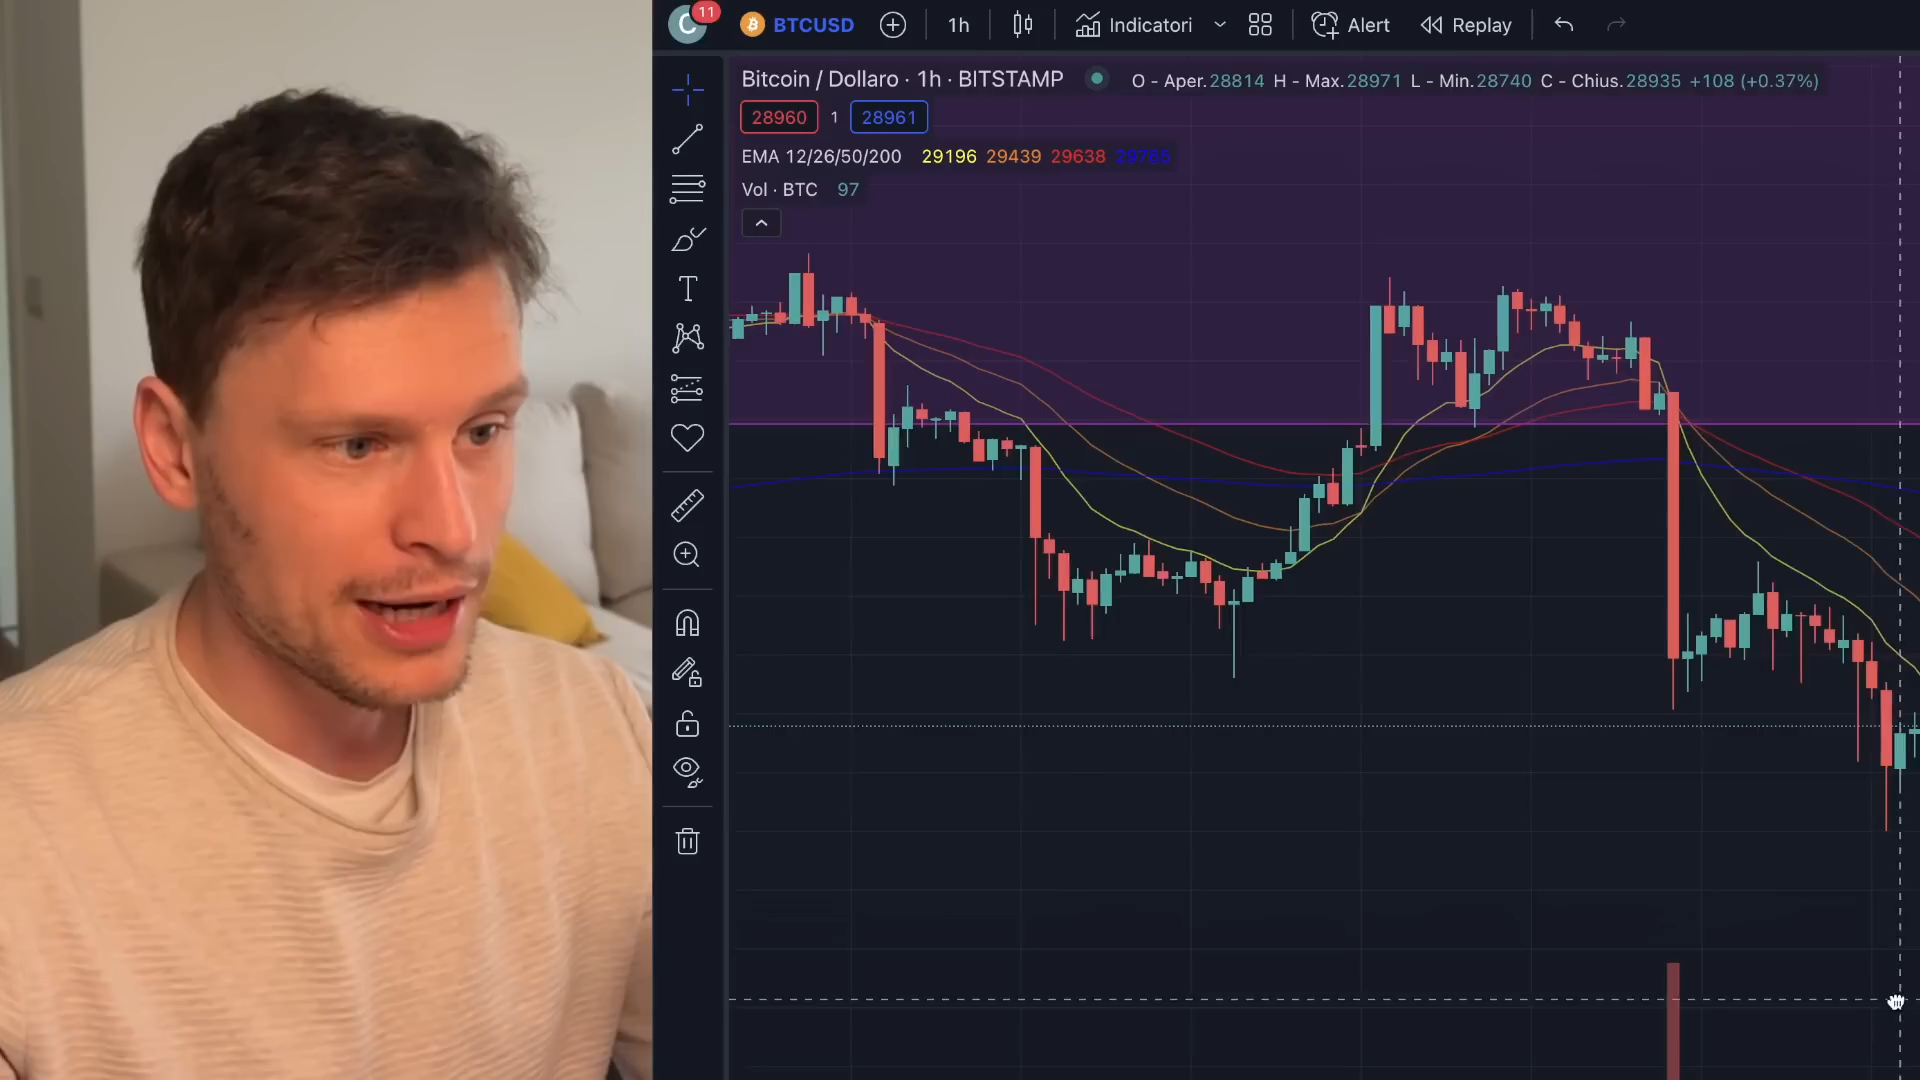 C 11 BTCUSD 1h Indicatori Alert Replay
Bitcoin / Dollaro · 1h · BITSTAMP O - Aper.28814 H - Max.28971 L - Min.28740 C - Chius.28935 +108 (+0.37%)
28960 1 28961
EMA 12/26/50/200 29196 29439 29638 29785
Vol · BTC 97
T